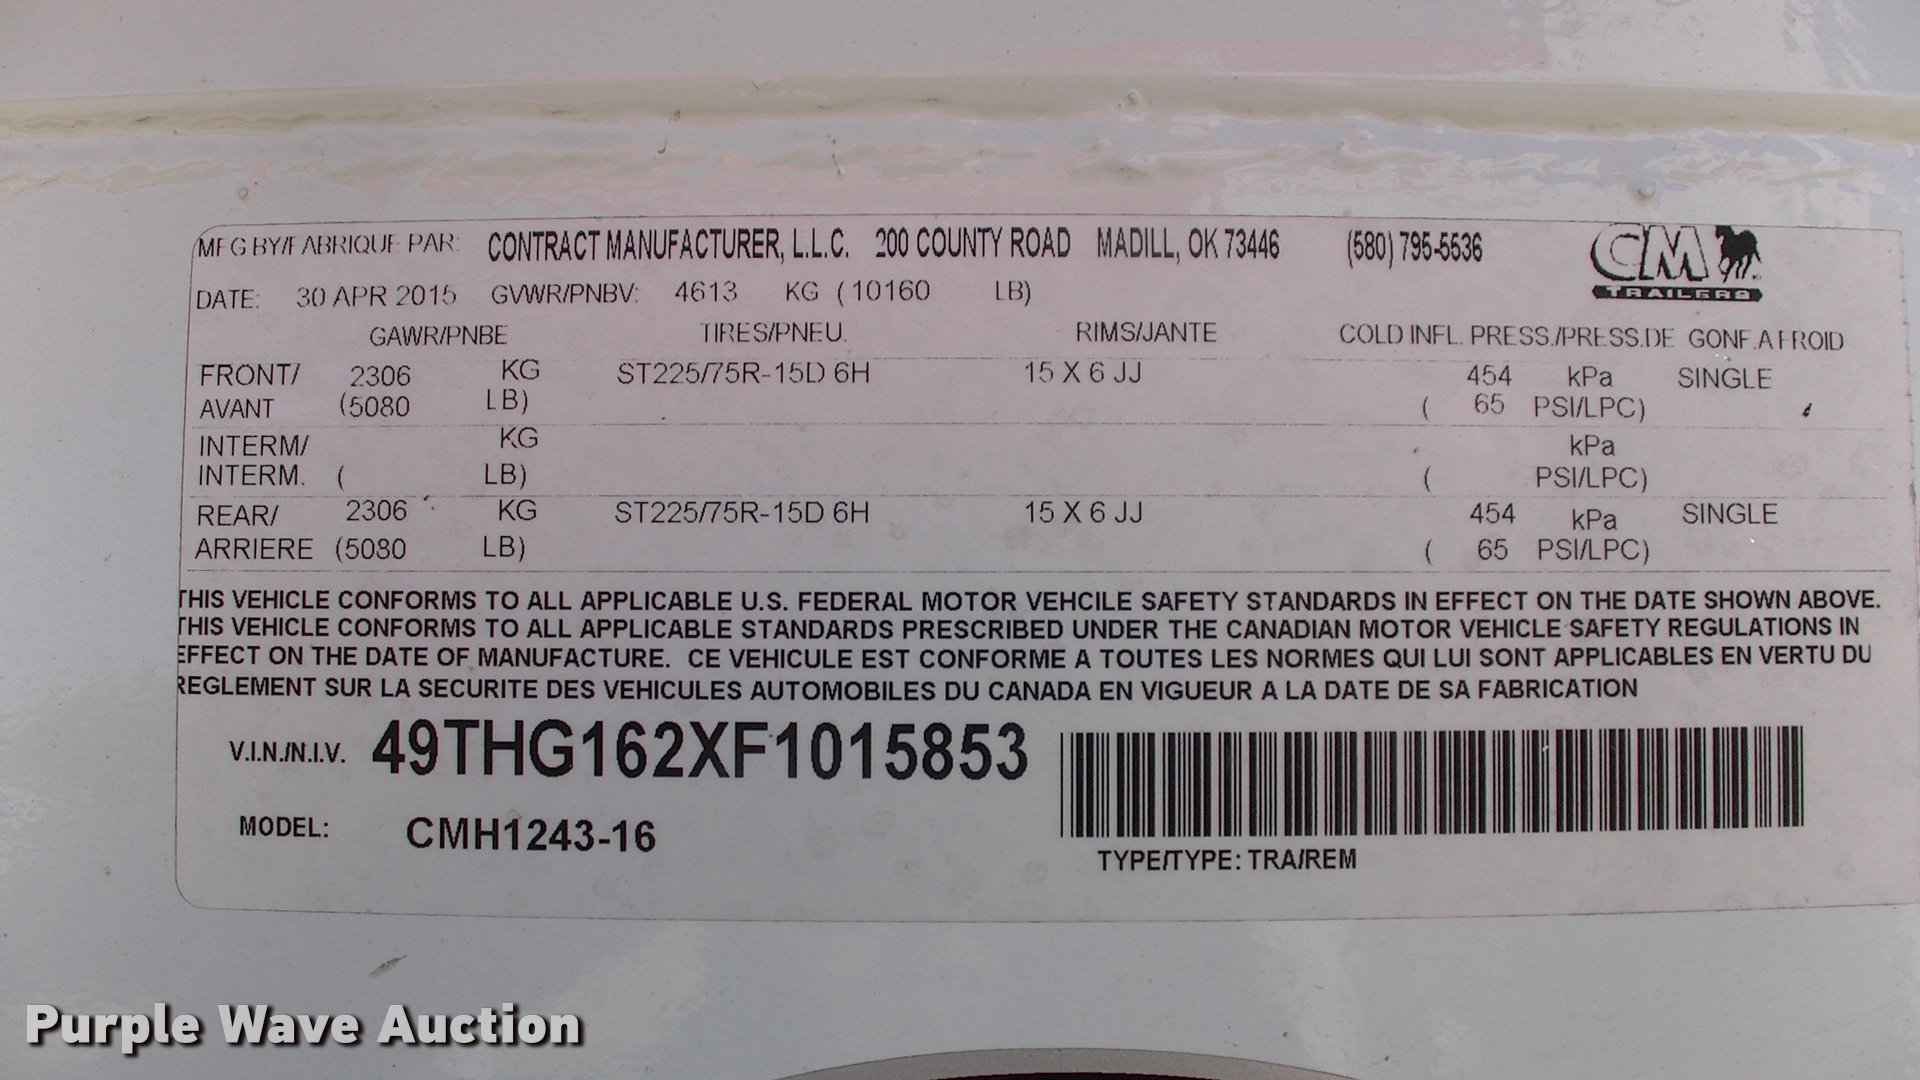 MFG BY/FABRIQUE PAR: CONTRACT MANUFACTURER, L.L.C. 200 COUNTY ROAD MADILL, OK 73446 (580) 795-5536
CM
TRAILERS
DATE: 30 APR 2015 GVWR/PNBV: 4613 KG (10160 LB)
GAWR/PNBE TIRES/PNEU. RIMS/JANTE COLD INFL. PRESS./PRESS.DE GONF.A FROID
FRONT/ 2306 KG ST225/75R-15D 6H 15 X 6 JJ 454 kPa SINGLE
AVANT (5080 LB) ( 65 PSI/LPC)
INTERM/ KG kPa
INTERM. ( LB) ( PSI/LPC)
REAR/ 2306 KG ST225/75R-15D 6H 15 X 6 JJ 454 kPa SINGLE
ARRIERE (5080 LB) ( 65 PSI/LPC)
THIS VEHICLE CONFORMS TO ALL APPLICABLE U.S. FEDERAL MOTOR VEHCILE SAFETY STANDARDS IN EFFECT ON THE DATE SHOWN ABOVE.
THIS VEHICLE CONFORMS TO ALL APPLICABLE STANDARDS PRESCRIBED UNDER THE CANADIAN MOTOR VEHICLE SAFETY REGULATIONS IN
EFFECT ON THE DATE OF MANUFACTURE. CE VEHICULE EST CONFORME A TOUTES LES NORMES QUI LUI SONT APPLICABLES EN VERTU DU
REGLEMENT SUR LA SECURITE DES VEHICULES AUTOMOBILES DU CANADA EN VIGUEUR A LA DATE DE SA FABRICATION
V.I.N./N.I.V. 49THG162XF1015853
MODEL: CMH1243-16
TYPE/TYPE: TRA/REM
Purple Wave Auction